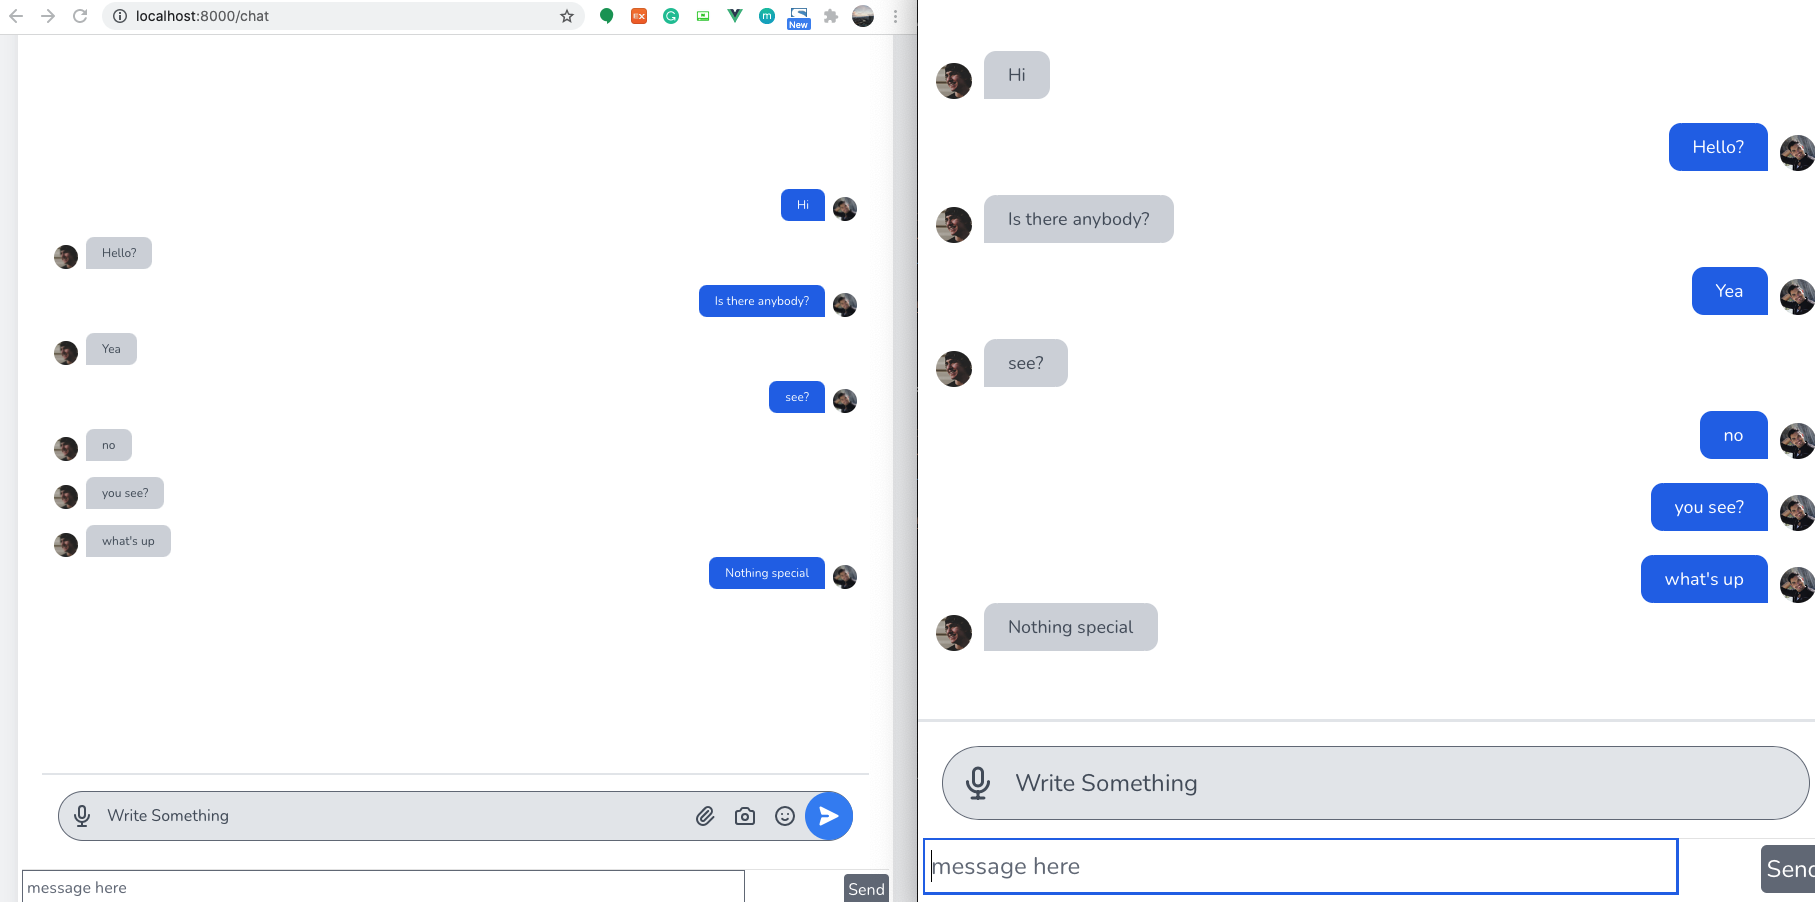 localhost:8000/chat
EX
G
m
New
Hi
Hello?
Is there anybody?
Yea
see?
no
you see?
what's up
Nothing special
Write Something
message here
Send
Hi
Hello?
Is there anybody?
Yea
see?
no
you see?
what's up
Nothing special
Write Something
message here
Send